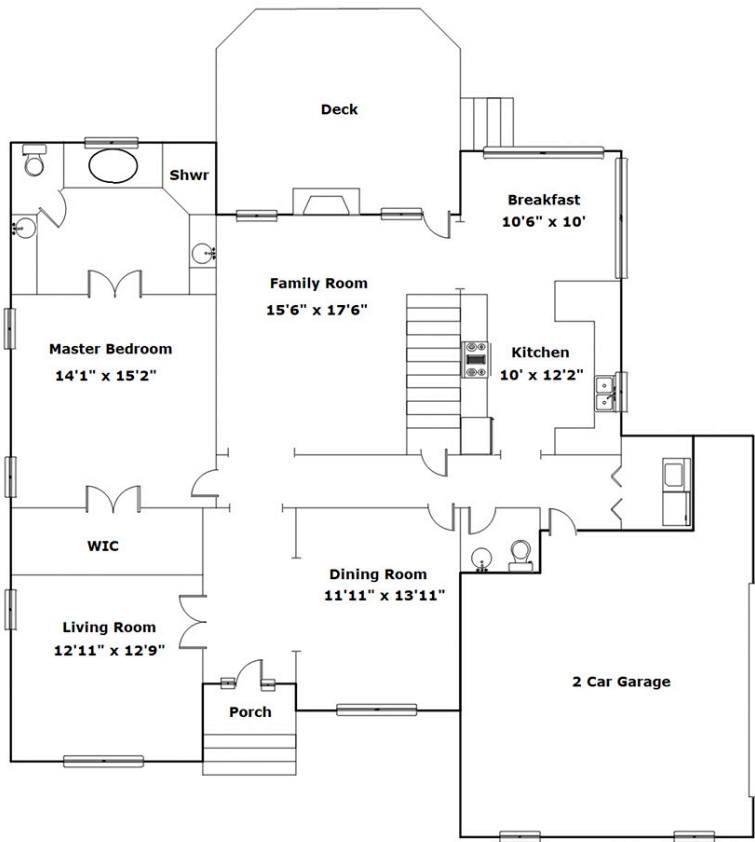 Deck
Shwr
Breakfast
10'6" x 10'
Family Room
15'6" x 17'6"
Master Bedroom
14'1" x 15'2"
Kitchen
10' x 12'2"
WIC
Dining Room
11'11" x 13'11"
Living Room
12'11" x 12'9"
2 Car Garage
Porch